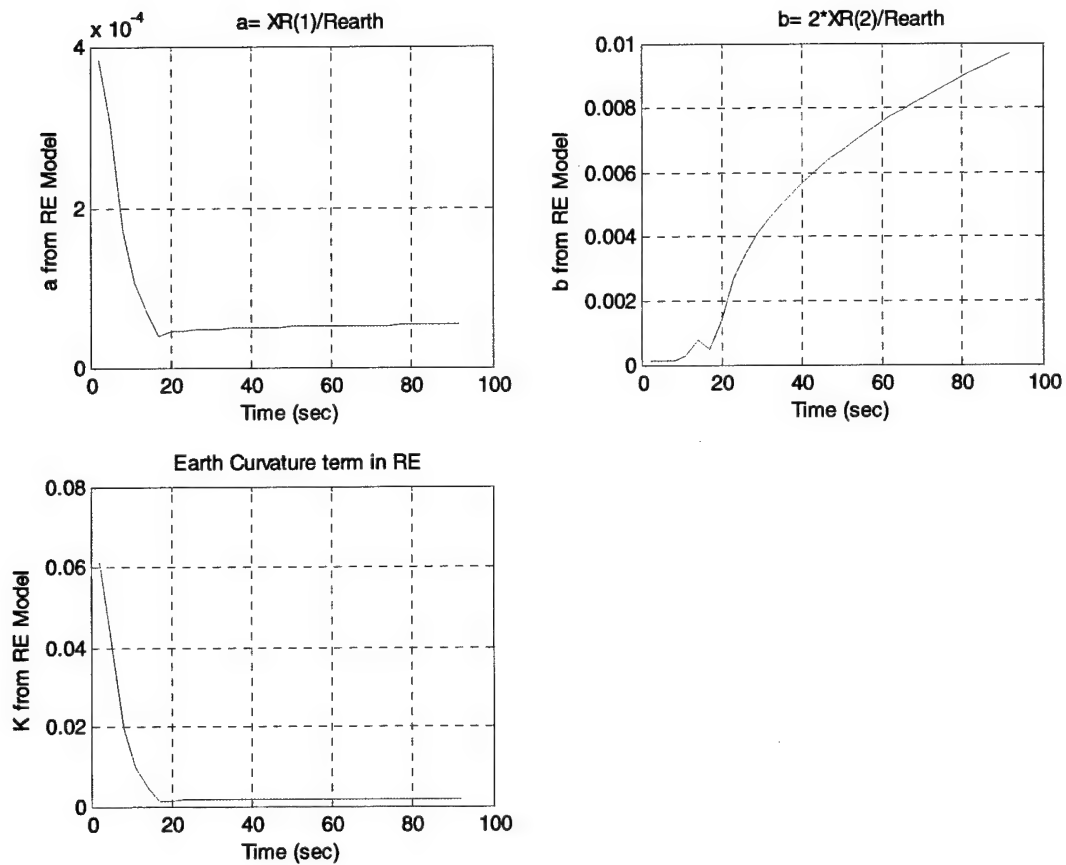 a= XR(1)/Rearth
x 10-4
4
2
0
a from RE Model
0 20 40 60 80 100
Time (sec)
b= 2*XR(2)/Rearth
0.01
0.008
0.006
0.004
0.002
0
b from RE Model
0 20 40 60 80 100
Time (sec)
Earth Curvature term in RE
0.08
0.06
0.04
0.02
0
K from RE Model
0 20 40 60 80 100
Time (sec)